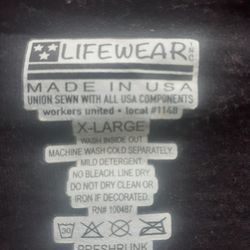 LIFEWEAR INC
MADE IN USA
UNION SEWN WITH ALL USA COMPONENTS
workers united - local #1148
X-LARGE
WASH INSIDE OUT
MACHINE WASH COLD SEPARATELY.
MILD DETERGENT.
NO BLEACH. LINE DRY.
DO NOT DRY CLEAN OR
IRON IF DECORATED.
RN# 100487
30
PRESHRUNK